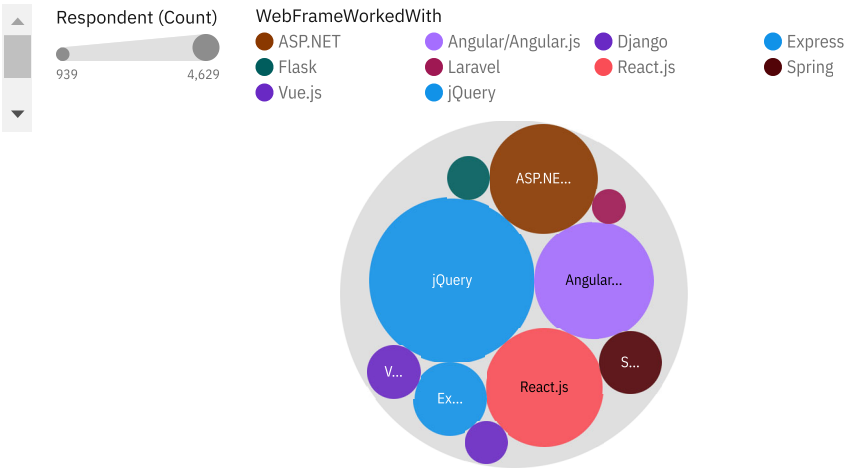 Respondent (Count)
939
4,629
WebFrameWorkedWith
ASP.NET
Angular/Angular.js
Django
Express
Flask
Laravel
React.js
Spring
Vue.js
jQuery
ASP.NE...
jQuery
Angular...
S...
V...
React.js
Ex...